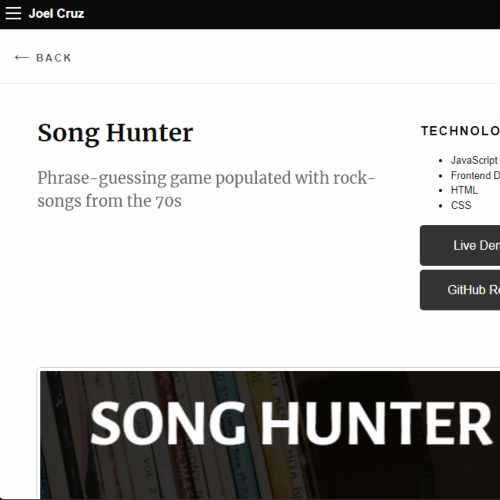 Joel Cruz
← BACK
Song Hunter
Phrase-guessing game populated with rock-
songs from the 70s
TECHNOLO
JavaScript
Frontend D
HTML
CSS
Live Der
GitHub Re
SONG HUNTER